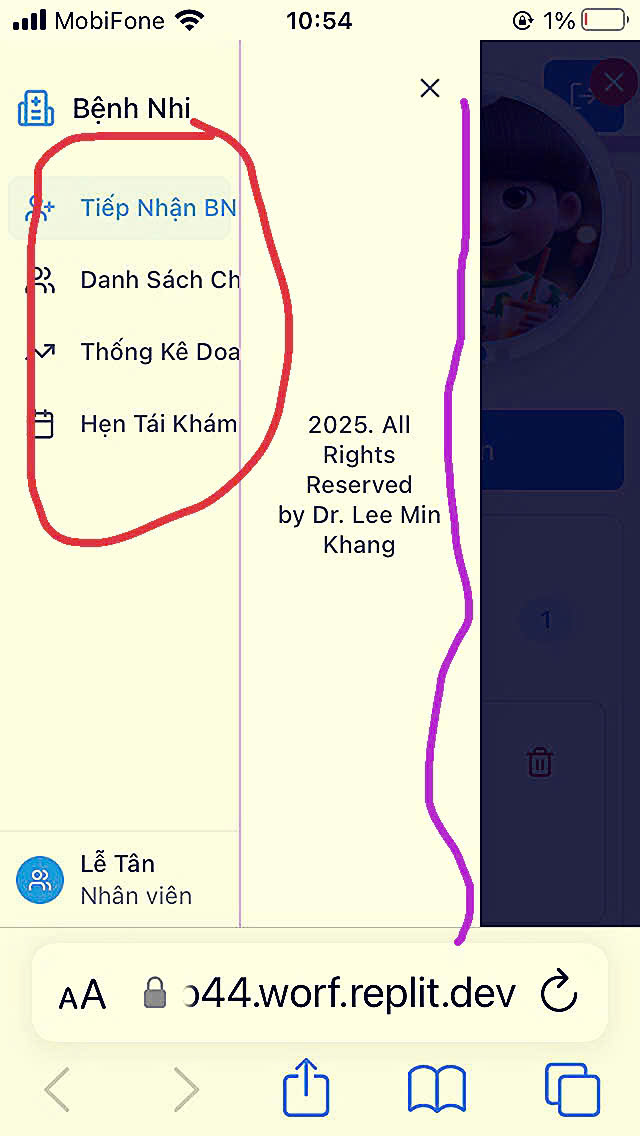 MobiFone 10:54 1%
Bệnh Nhi
Tiếp Nhận BN
Danh Sách Ch
Thống Kê Doa
Hẹn Tái Khám
2025. All
Rights
Reserved
by Dr. Lee Min
Khang
n
1
Lễ Tân
Nhân viên
AA 44.worf.replit.dev